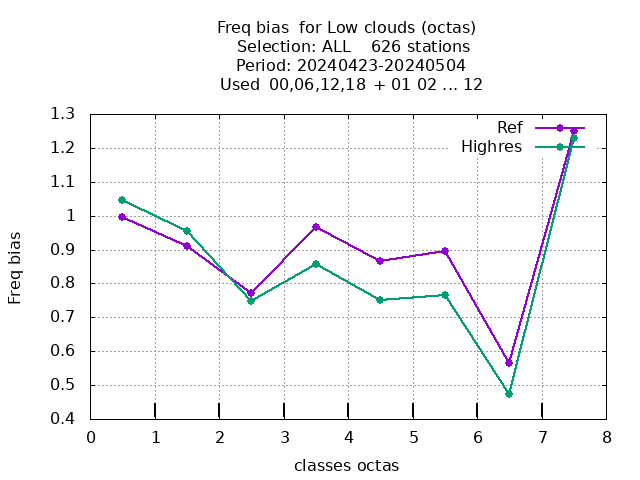 Freq bias  for Low clouds (octas)
Selection: ALL    626 stations
Period: 20240423-20240504
Used  00,06,12,18  + 01 02 ... 12
Ref
Highres
1.3
1.2
1.1
1
0.9
0.8
0.7
0.6
0.5
0.4
Freq bias
0 1 2 3 4 5 6 7 8
classes octas